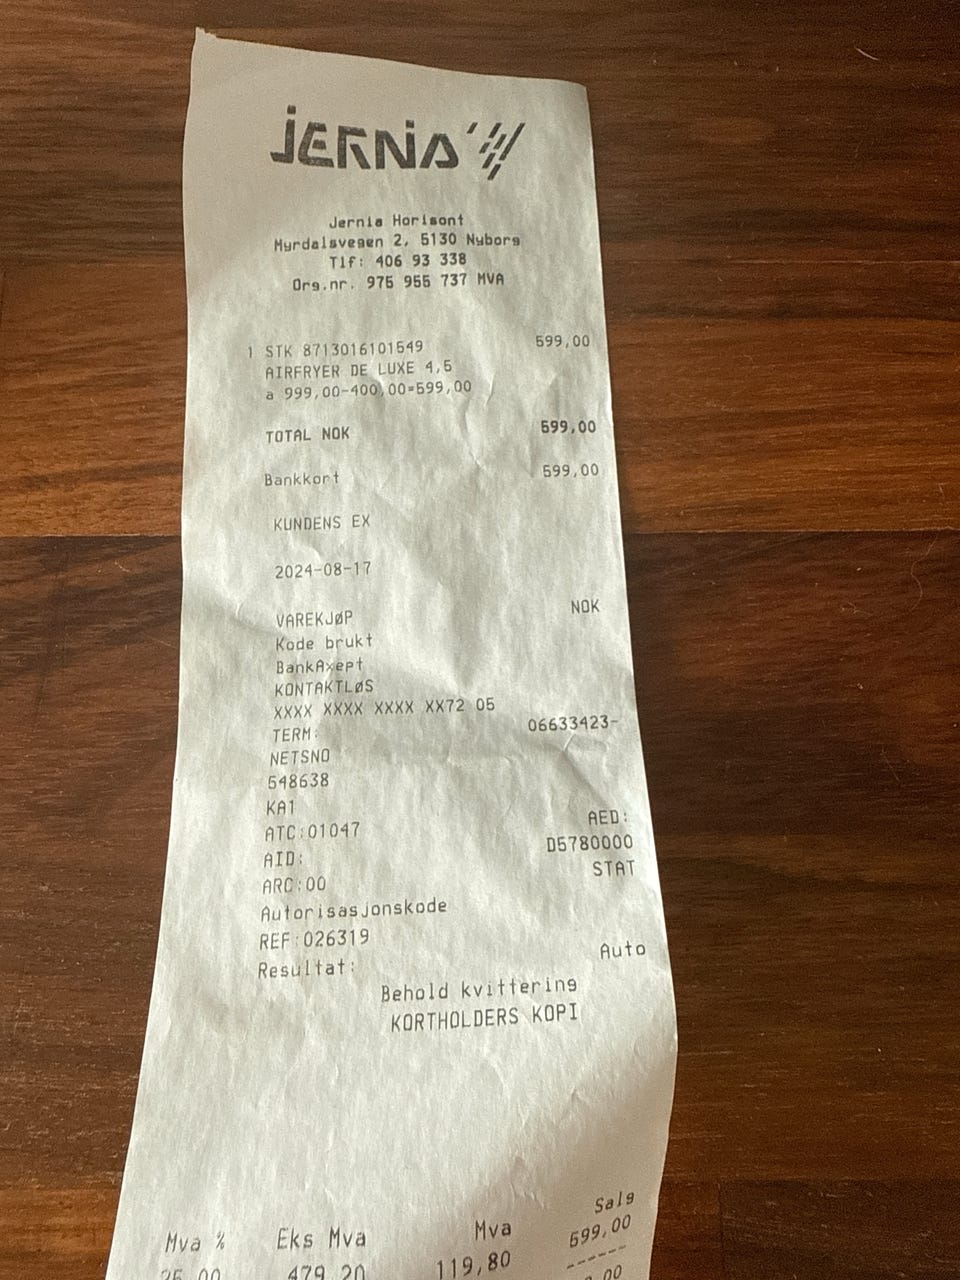 JERNIA
Jernia Horisont
Myrdalsvegen 2, 5130 Nyborg
Tlf: 406 93 338
Org.nr. 975 955 737 MVA
1 STK 8713016101549 599,00
AIRFRYER DE LUXE 4,5
a 999,00-400,00=599,00
TOTAL NOK 599,00
Bankkort 599,00
KUNDENS EX
2024-08-17
VAREKJØP NOK
Kode brukt
BankAxept
KONTAKTLØS
XXXX XXXX XXXX XX72 05
TERM: 06633423-
NETSNO
548638
KA1
ATC:01047 AED:
AID: D5780000
ARC:00 STAT
Autorisasjonskode
REF:026319
Resultat: Auto
Behold kvittering
KORTHOLDERS KOPI
Mva % Eks Mva Mva Salg
25,00 479,20 119,80 599,00
------